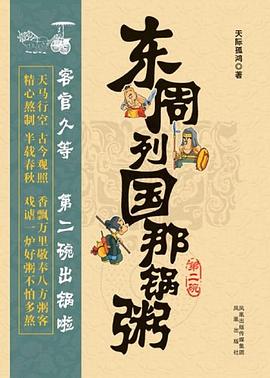 天际孤鸿 著
东周列国那锅粥
第二碗
客官久等 第二碗出锅啦
天马行空 古今观照 香飘万里敬奉八方粥客
精心熬制 半载春秋 戏谑一炉好粥不怕多熬
凤凰出版传媒集团
凤凰出版社